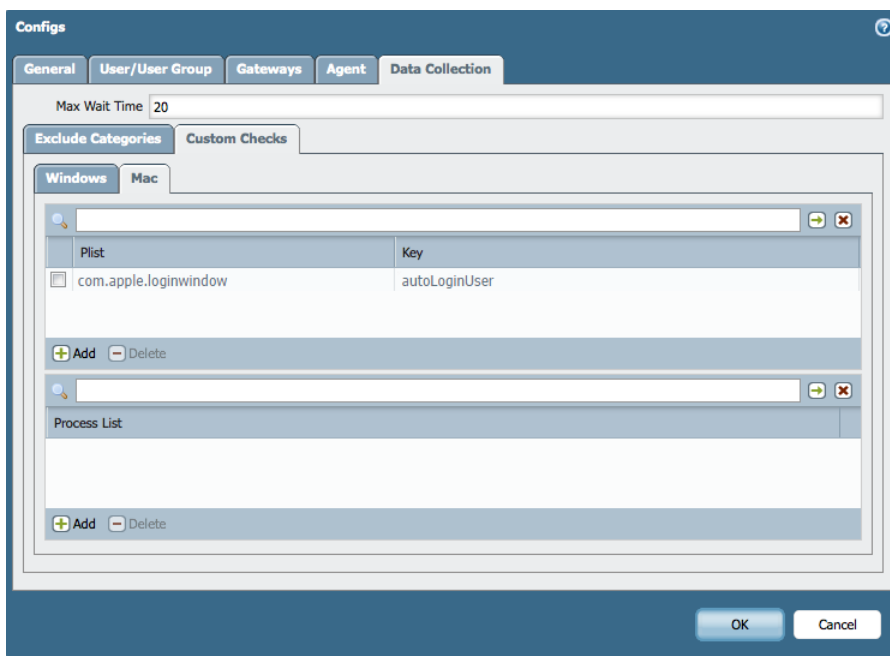 Configs
General User/User Group Gateways Agent Data Collection
Max Wait Time 20
Exclude Categories Custom Checks
Windows Mac
Plist Key
com.apple.loginwindow autoLoginUser
Add Delete
Process List
Add Delete
OK Cancel